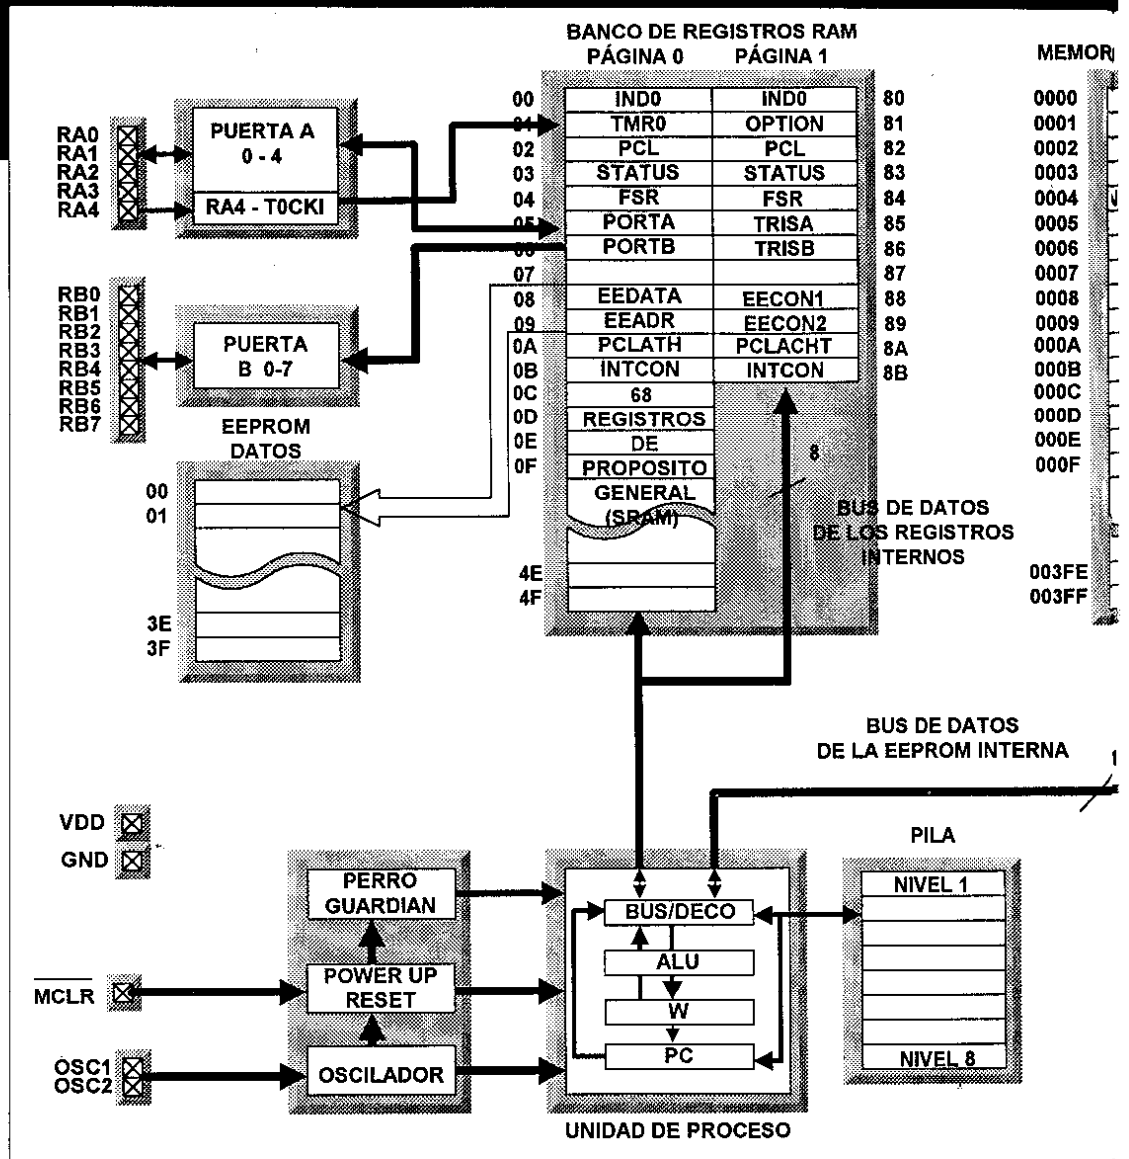 BANCO DE REGISTROS RAM
PÁGINA 0 PÁGINA 1
MEMOR
00 IND0 IND0 80
TMR0 OPTION 81
02 PCL PCL 82
03 STATUS STATUS 83
04 FSR FSR 84
05 PORTA TRISA 85
PORTB TRISB 86
07 87
08 EEDATA EECON1 88
09 EEADR EECON2 89
0A PCLATH PCLACHT 8A
0B INTCON INTCON 8B
0C 68
0D REGISTROS
0E DE
0F PROPOSITO
GENERAL
(SRAM)
4E
4F
0000
0001
0002
0003
0004
0005
0006
0007
0008
0009
000A
000B
000C
000D
000E
000F
003FE
003FF
RA0
RA1
RA2
RA3
RA4
PUERTA A
0 - 4
RA4 - T0CKI
RB0
RB1
RB2
RB3
RB4
RB5
RB6
RB7
PUERTA
B 0-7
EEPROM
DATOS
00
01
3E
3F
8
BUS DE DATOS
DE LOS REGISTROS
INTERNOS
BUS DE DATOS
DE LA EEPROM INTERNA
1
VDD
GND
MCLR
OSC1
OSC2
PERRO
GUARDIAN
POWER UP
RESET
OSCILADOR
BUS/DECO
ALU
W
PC
UNIDAD DE PROCESO
PILA
NIVEL 1
NIVEL 8